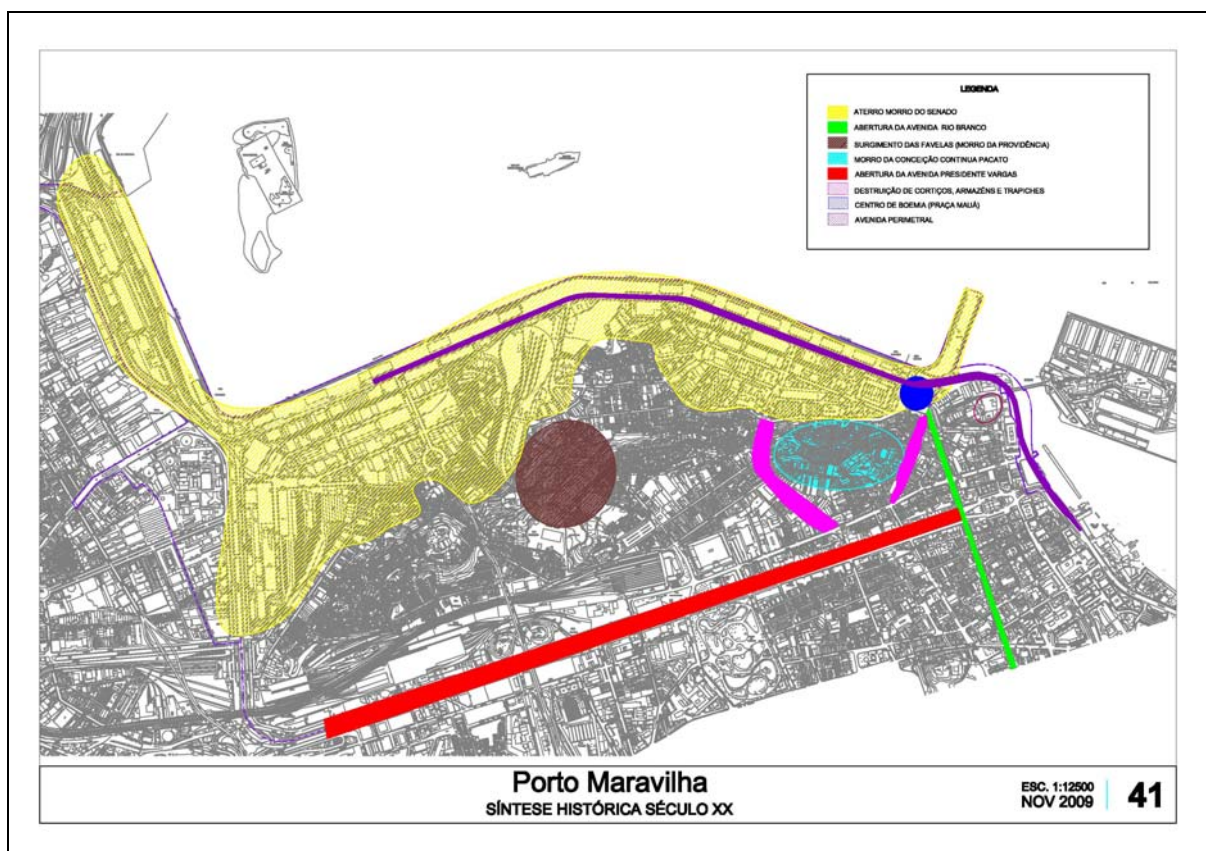 LEGENDA
ATERRO MORRO DO SENADO
ABERTURA DA AVENIDA RIO BRANCO
SURGIMENTO DAS FAVELAS (MORRO DA PROVIDÊNCIA)
MORRO DA CONCEIÇÃO CONTINUA PACATO
ABERTURA DA AVENIDA PRESIDENTE VARGAS
DESTRUIÇÃO DE CORTIÇOS, ARMAZÉNS E TRAPICHES
CENTRO DE BOEMIA (PRAÇA MAUÁ)
AVENIDA PERIMETRAL
Porto Maravilha
SÍNTESE HISTÓRICA SÉCULO XX
ESC. 1:12500
NOV 2009
41